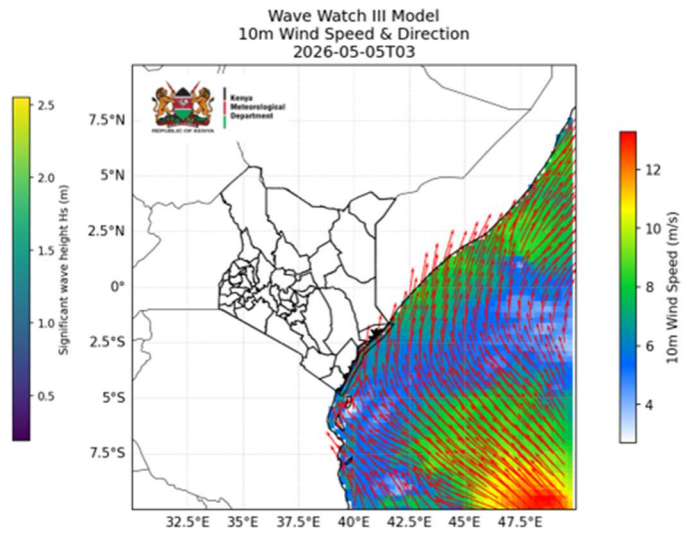 Wave Watch III Model
10m Wind Speed & Direction
2026-05-05T03
Kenya
Meteorological
Department
REPUBLIC OF KENYA
7.5°N
5°N
2.5°N
0°
2.5°S
5°S
7.5°S
32.5°E
35°E
37.5°E
40°E
42.5°E
45°E
47.5°E
2.5
2.0
1.5
1.0
0.5
Significant wave height Hs (m)
12
10
8
6
4
10m Wind Speed (m/s)